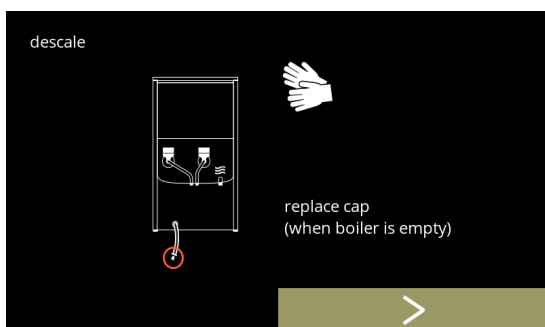 descale
replace cap
(when boiler is empty)